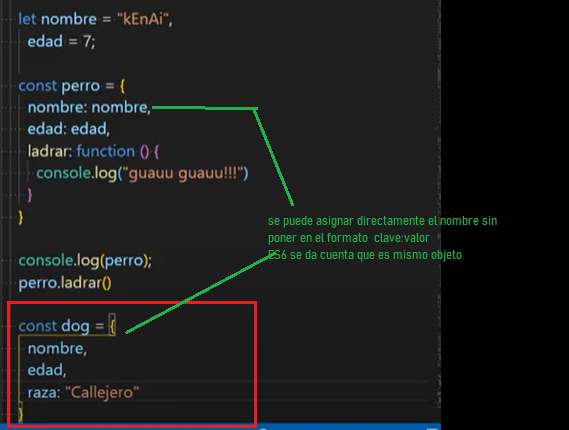 let nombre = "kEnAi",
edad = 7;
const perro = {
nombre: nombre,
edad: edad,
ladrar: function () {
console.log("guauu guauu!!!")
}
}
se puede asignar directamente el nombre sin
poner en el formato clave:valor
ES6 se da cuenta que es mismo objeto
console.log(perro);
perro.ladrar()
const dog = {
nombre,
edad,
raza: "Callejero"
}